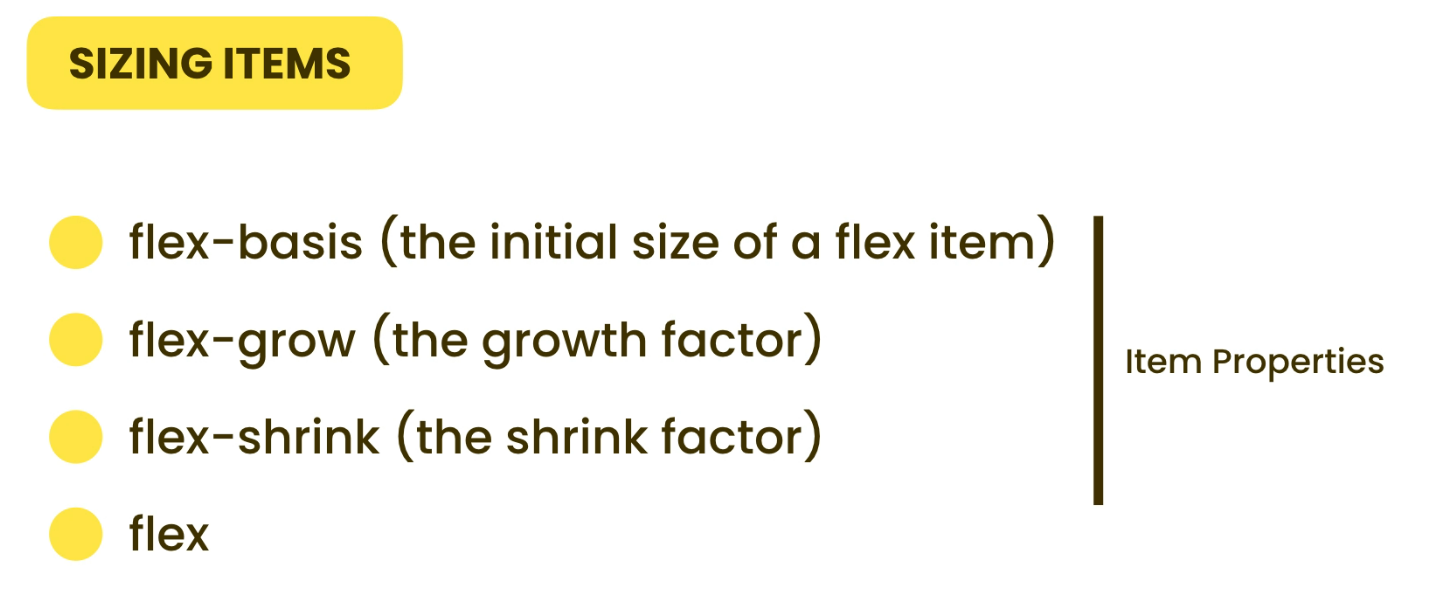 SIZING ITEMS
flex-basis (the initial size of a flex item)
flex-grow (the growth factor)
flex-shrink (the shrink factor)
flex
Item Properties